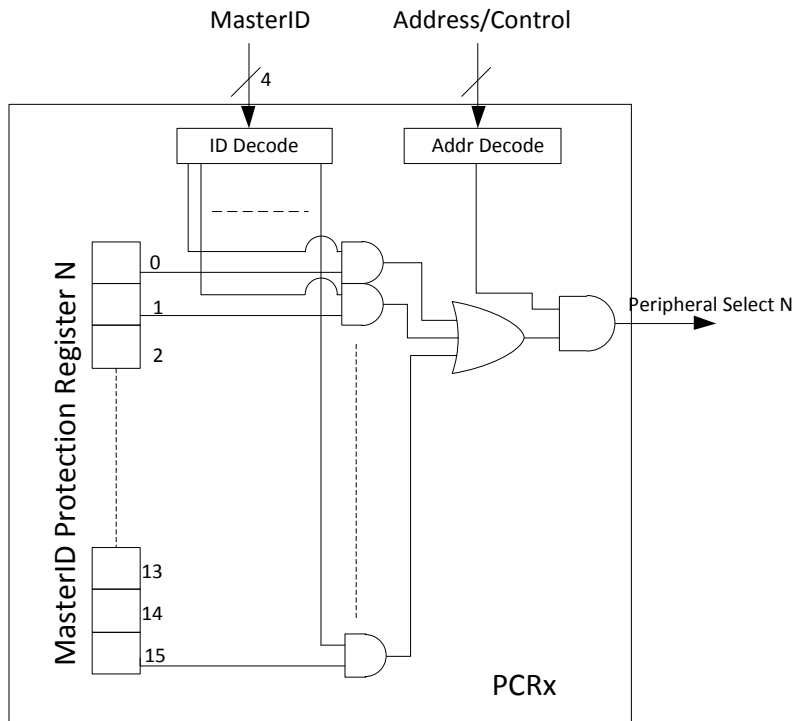 MasterID
Address/Control
4
ID Decode
Addr Decode
MasterID Protection Register N
0
1
2
13
14
15
Peripheral Select N
PCRx